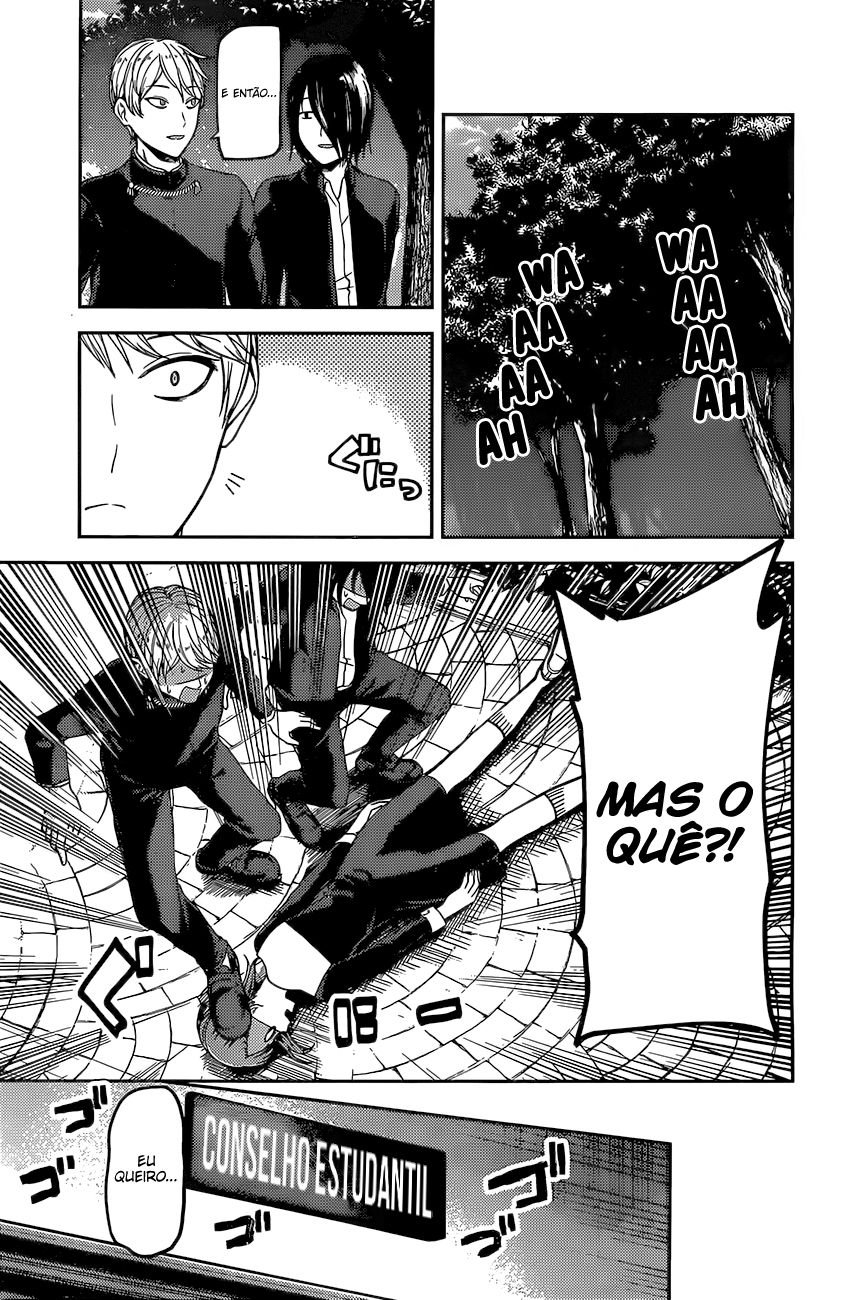 WA
AA
AA
AH
WA
AA
AA
AH
E ENTÃO...
ぐにっ
MAS O
QUÊ?!
ゴ
ゴ
ゴ
ゴ
CONSELHO ESTUDANTIL
EU
QUEIRO...